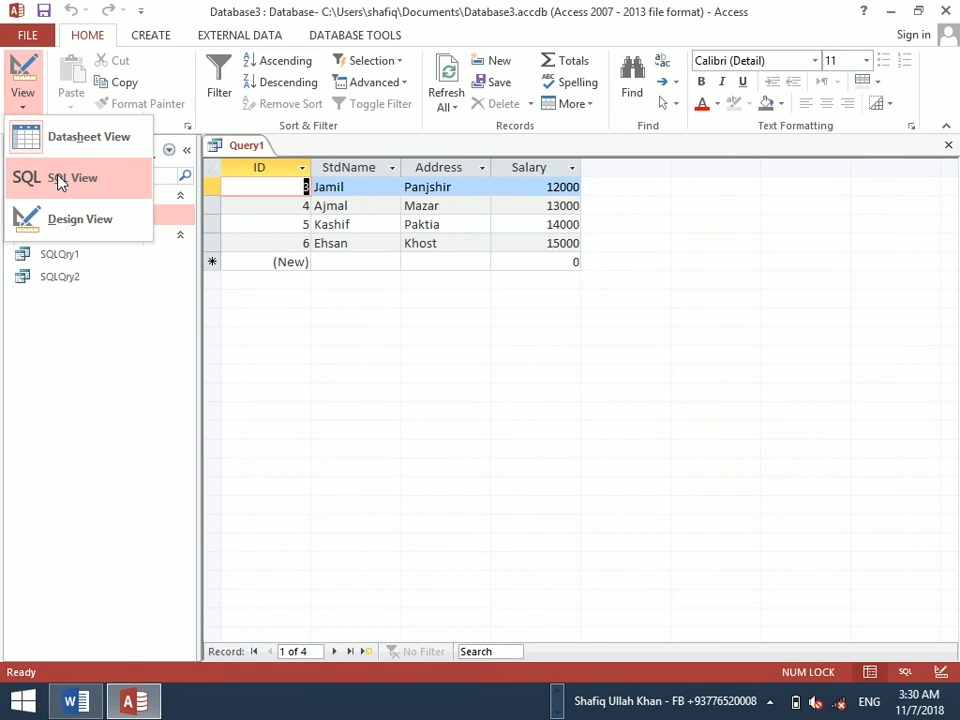 Database3 : Database- C:\Users\shafiq\Documents\Database3.accdb (Access 2007 - 2013 file format) - Access
FILE HOME CREATE EXTERNAL DATA DATABASE TOOLS Sign in
View
Paste
Cut
Copy
Format Painter
Filter
Ascending
Descending
Remove Sort
Selection
Advanced
Toggle Filter
Sort & Filter
Refresh
All
New
Save
Delete
Totals
Spelling
More
Records
Find
Find
Calibri (Detail) 11
B I U
Text Formatting
Datasheet View
SQL SQL View
Design View
SQLQry1
SQLQry2
Query1
ID StdName Address Salary
3 Jamil Panjshir 12000
4 Ajmal Mazar 13000
5 Kashif Paktia 14000
6 Ehsan Khost 15000
(New) 0
Record: 1 of 4 No Filter Search
Ready NUM LOCK SQL
Shafiq Ullah Khan - FB +93776520008 ENG 3:30 AM
11/7/2018